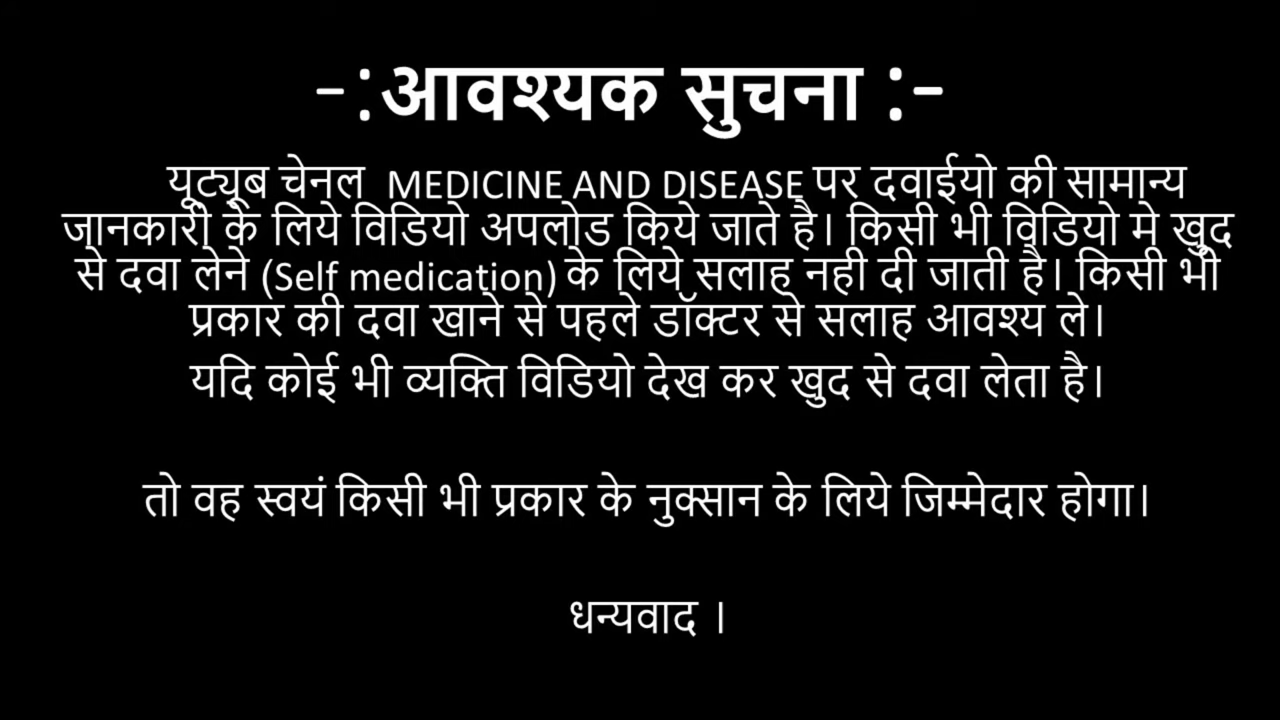 -:आवश्यक सुचना :-
यूट्यूब चेनल MEDICINE AND DISEASE पर दवाईयो की सामान्य
जानकारी के लिये विडियो अपलोड किये जाते है। किसी भी विडियो मे खुद
से दवा लेने (Self medication) के लिये सलाह नही दी जाती है। किसी भी
प्रकार की दवा खाने से पहले डॉक्टर से सलाह आवश्य ले।
यदि कोई भी व्यक्ति विडियो देख कर खुद से दवा लेता है।
तो वह स्वयं किसी भी प्रकार के नुक्सान के लिये जिम्मेदार होगा।
धन्यवाद ।